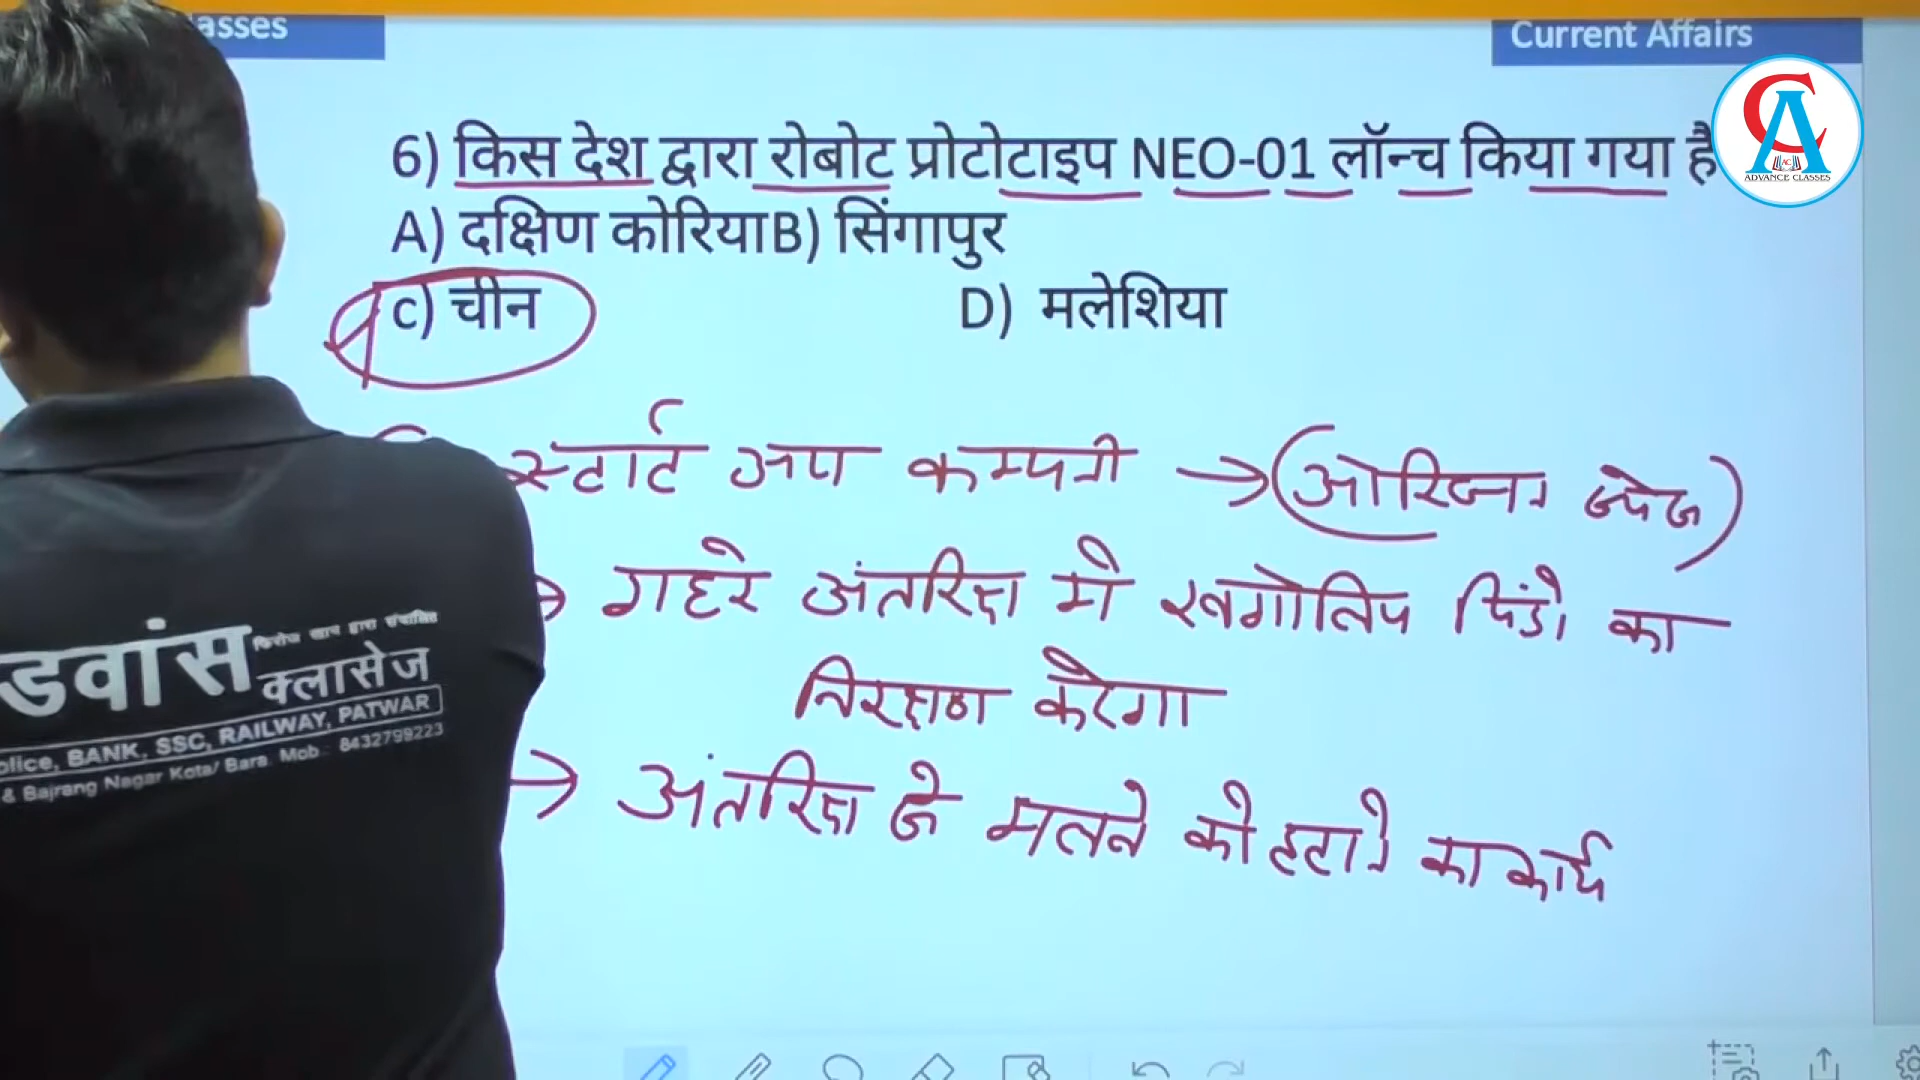 asses
Current Affairs
CA
AC
ADVANCE CLASSES
6) किस देश द्वारा रोबोट प्रोटोटाइप NEO-01 लॉन्च किया गया है
A) दक्षिण कोरिया B) सिंगापुर
c) चीन D) मलेशिया
स्टार्ट अप कम्पनी → (ओरिजन स्पेस)
→ गहरे अंतरिक्ष मे खगोलिय पिंडो का
निरक्षण करेगा
→ अंतरिक्ष के मलबे को हटाने का कार्य
डवांस
फिरोज खान द्वारा संचालित
क्लासेज
olice, BANK, SSC, RAILWAY, PATWAR
& Bajrang Nagar Kota/ Bara Mob.: 8432799223